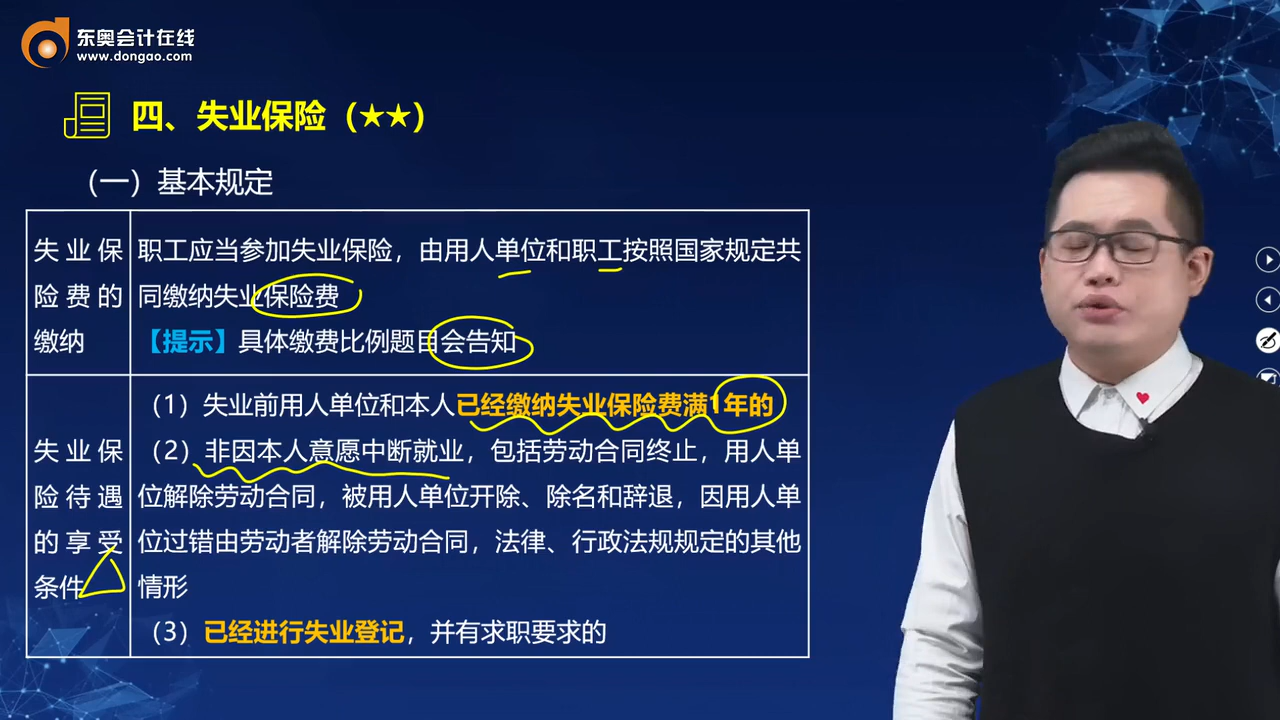 东奥会计在线
www.dongao.com
四、失业保险（★★）
（一）基本规定
失业保
险费的
缴纳
职工应当参加失业保险，由用人单位和职工按照国家规定共
同缴纳失业保险费
【提示】具体缴费比例题目会告知
失业保
险待遇
的享受
条件
（1）失业前用人单位和本人已经缴纳失业保险费满1年的
（2）非因本人意愿中断就业，包括劳动合同终止，用人单
位解除劳动合同，被用人单位开除、除名和辞退，因用人单
位过错由劳动者解除劳动合同，法律、行政法规规定的其他
情形
（3）已经进行失业登记，并有求职要求的